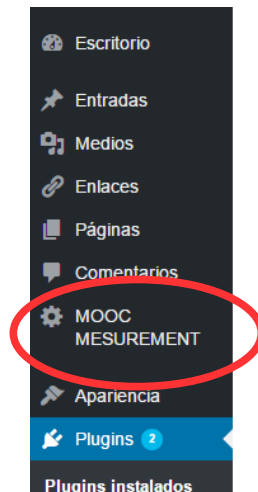 Escritorio
Entradas
Medios
Enlaces
Páginas
Comentarios
MOOC
MESUREMENT
Apariencia
Plugins 2
Plugins instalados